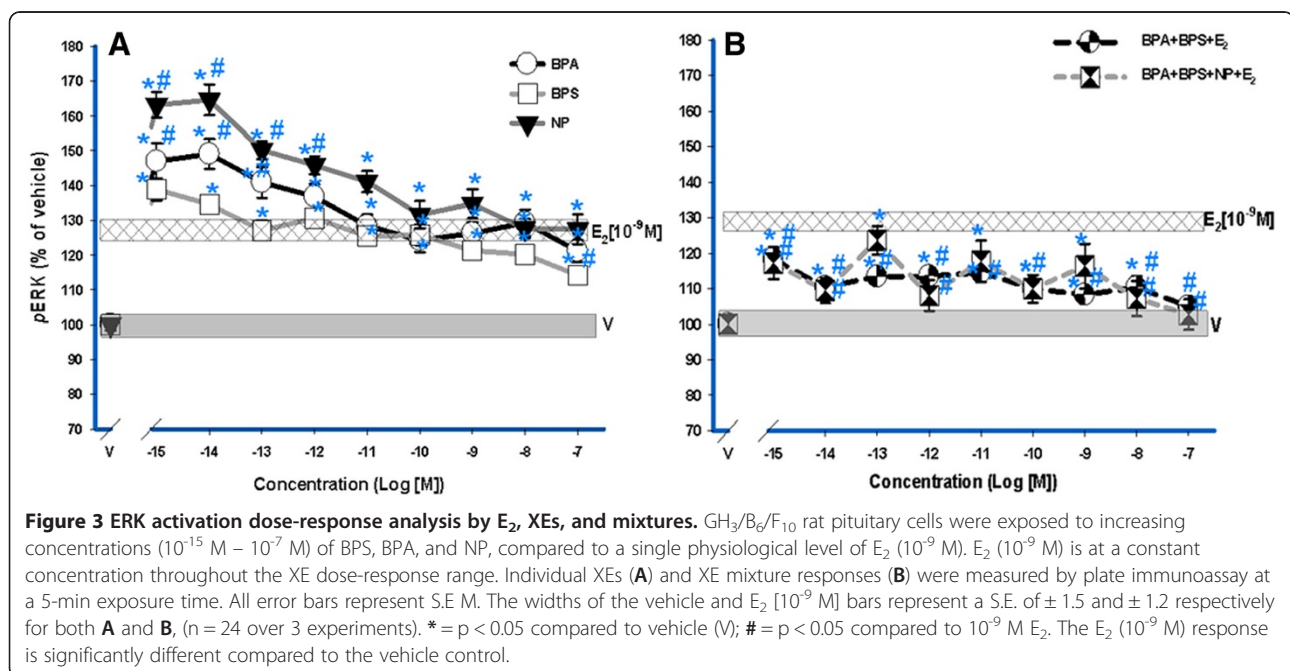 A
180
170
160
150
140
130
120
110
100
90
80
70
pERK (% of vehicle)
BPA
BPS
NP
* # * # * # * # * * * * *
* # * # * # * * * * * *
* * * * * * * * * #
E₂[10⁻⁹M]
V
V -15 -14 -13 -12 -11 -10 -9 -8 -7
Concentration (Log [M])
B
180
170
160
150
140
130
120
110
100
90
80
70
BPA+BPS+E₂
BPA+BPS+NP+E₂
E₂[10⁻⁹M]
* # * # * * # * * # * * # #
* # # * # # * # # * # # #
V
V -15 -14 -13 -12 -11 -10 -9 -8 -7
Concentration (Log [M])
Figure 3 ERK activation dose-response analysis by E₂, XEs, and mixtures. GH₃/B₆/F₁₀ rat pituitary cells were exposed to increasing
concentrations (10⁻¹⁵ M – 10⁻⁷ M) of BPS, BPA, and NP, compared to a single physiological level of E₂ (10⁻⁹ M). E₂ (10⁻⁹ M) is at a constant
concentration throughout the XE dose-response range. Individual XEs (A) and XE mixture responses (B) were measured by plate immunoassay at
a 5-min exposure time. All error bars represent S.E M. The widths of the vehicle and E₂ [10⁻⁹ M] bars represent a S.E. of ± 1.5 and ± 1.2 respectively
for both A and B, (n = 24 over 3 experiments). * = p < 0.05 compared to vehicle (V); # = p < 0.05 compared to 10⁻⁹ M E₂. The E₂ (10⁻⁹ M) response
is significantly different compared to the vehicle control.